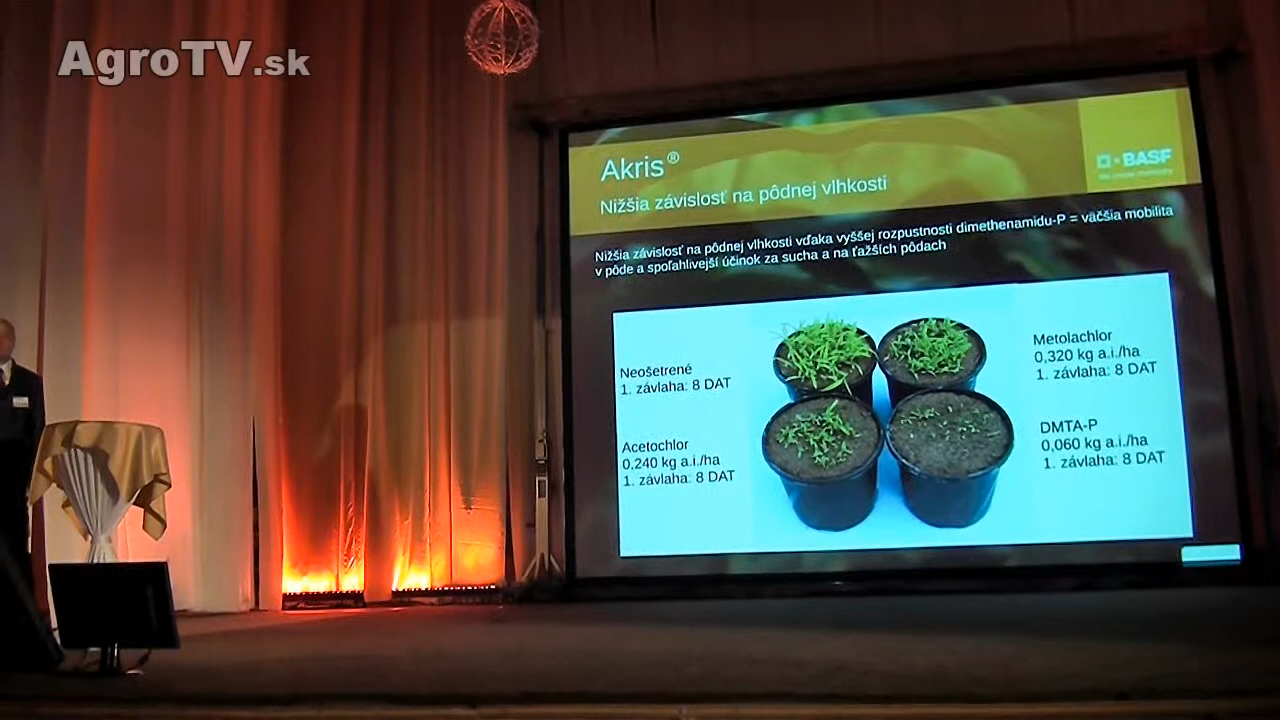 AgroTV.sk
Akris®
Nižšia závislosť na pôdnej vlhkosti
BASF
Nižšia závislosť na pôdnej vlhkosti vďaka vyššej rozpustnosti dimethenamidu-P = väčšia mobilita
v pôde a spoľahlivejší účinok za sucha a na ťažších pôdach
Neošetrené
1. závlaha: 8 DAT
Metolachlor
0,320 kg a.i./ha
1. závlaha: 8 DAT
Acetochlor
0,240 kg a.i./ha
1. závlaha: 8 DAT
DMTA-P
0,060 kg a.i./ha
1. závlaha: 8 DAT